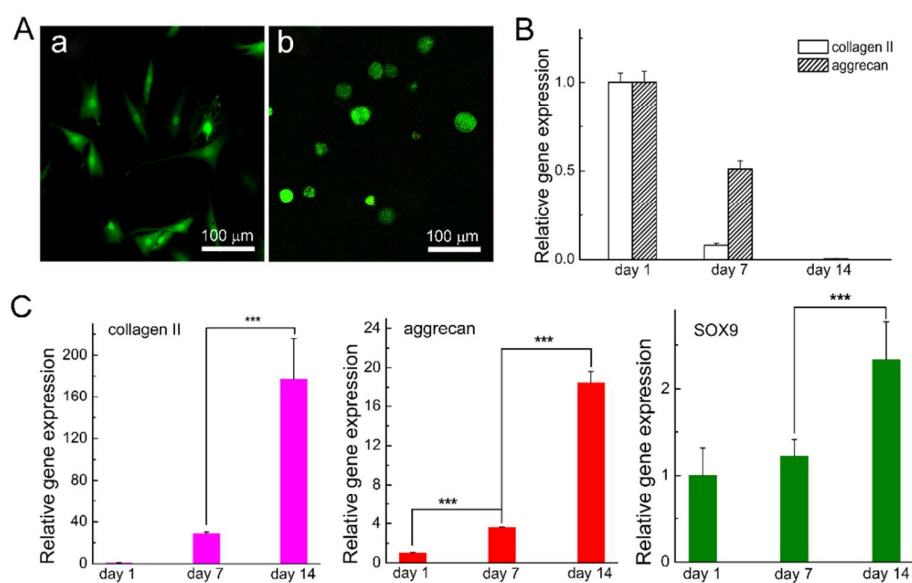 A
a
100 μm
b
100 μm
B
collagen II
aggrecan
Relaticve gene expression
1.0
0.5
0.0
day 1
day 7
day 14
C
collagen II
***
Relative gene expression
200
160
120
80
40
0
day 1
day 7
day 14
aggrecan
***
***
Relative gene expression
24
20
16
12
8
4
0
day 1
day 7
day 14
SOX9
***
Relative gene expression
2
1
0
day 1
day 7
day 14